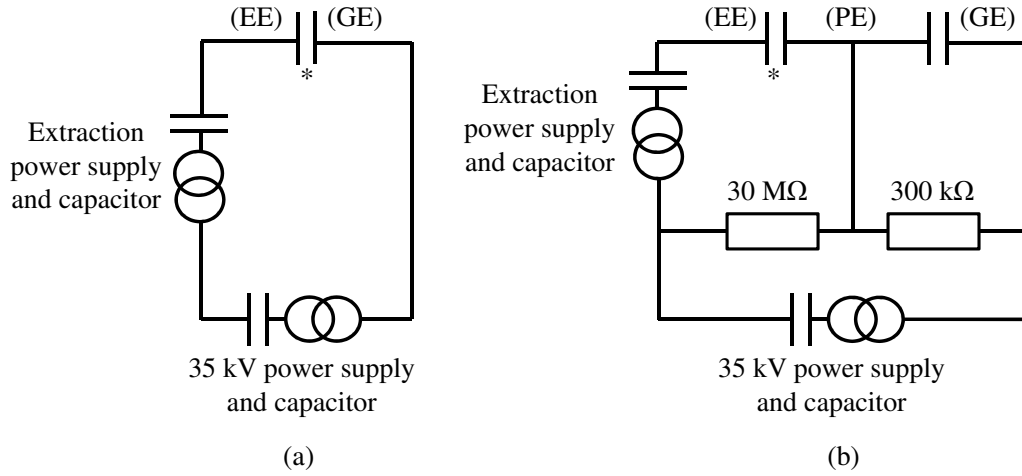 (EE) (GE)
*
Extraction
power supply
and capacitor
35 kV power supply
and capacitor
(a)
(EE) (PE) (GE)
*
Extraction
power supply
and capacitor
30 MΩ
300 kΩ
35 kV power supply
and capacitor
(b)